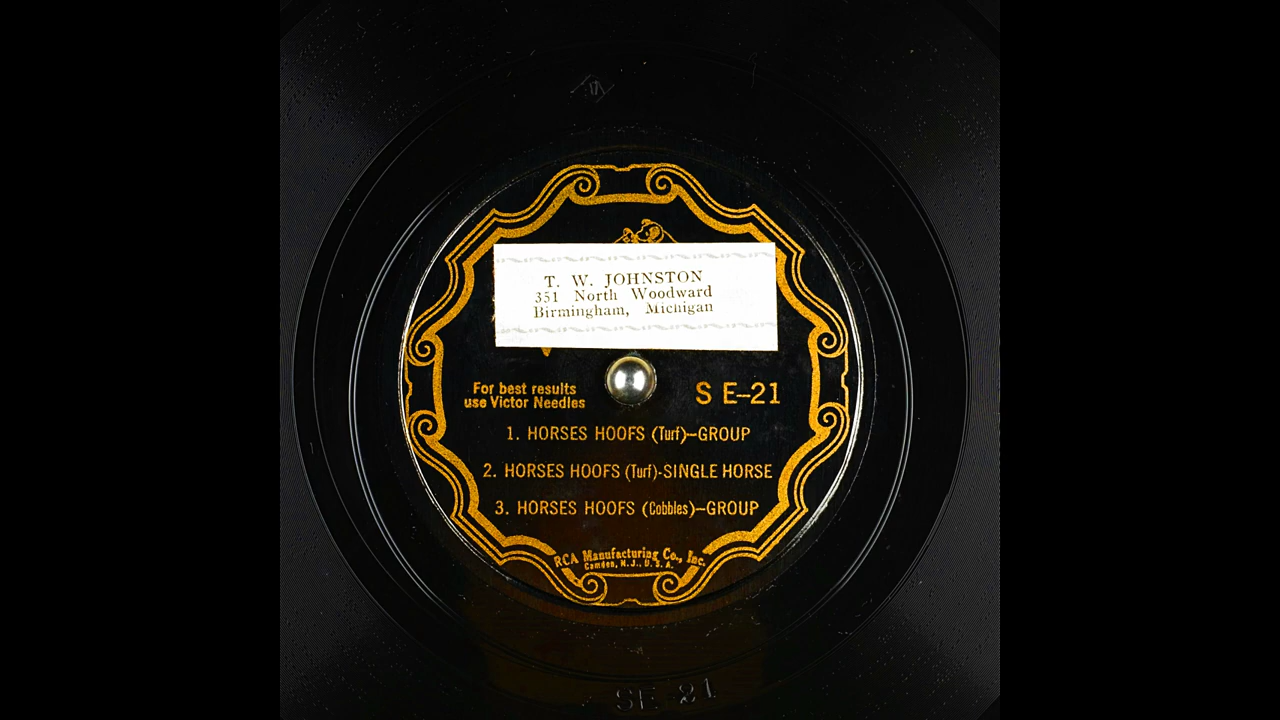 T. W. JOHNSTON
351 North Woodward
Birmingham, Michigan
For best results
use Victor Needles
S E–21
1. HORSES HOOFS (Turf)–GROUP
2. HORSES HOOFS (Turf)-SINGLE HORSE
3. HORSES HOOFS (Cobbles)–GROUP
RCA Manufacturing Co., Inc.
Camden, N.J., U.S.A.
SE-21